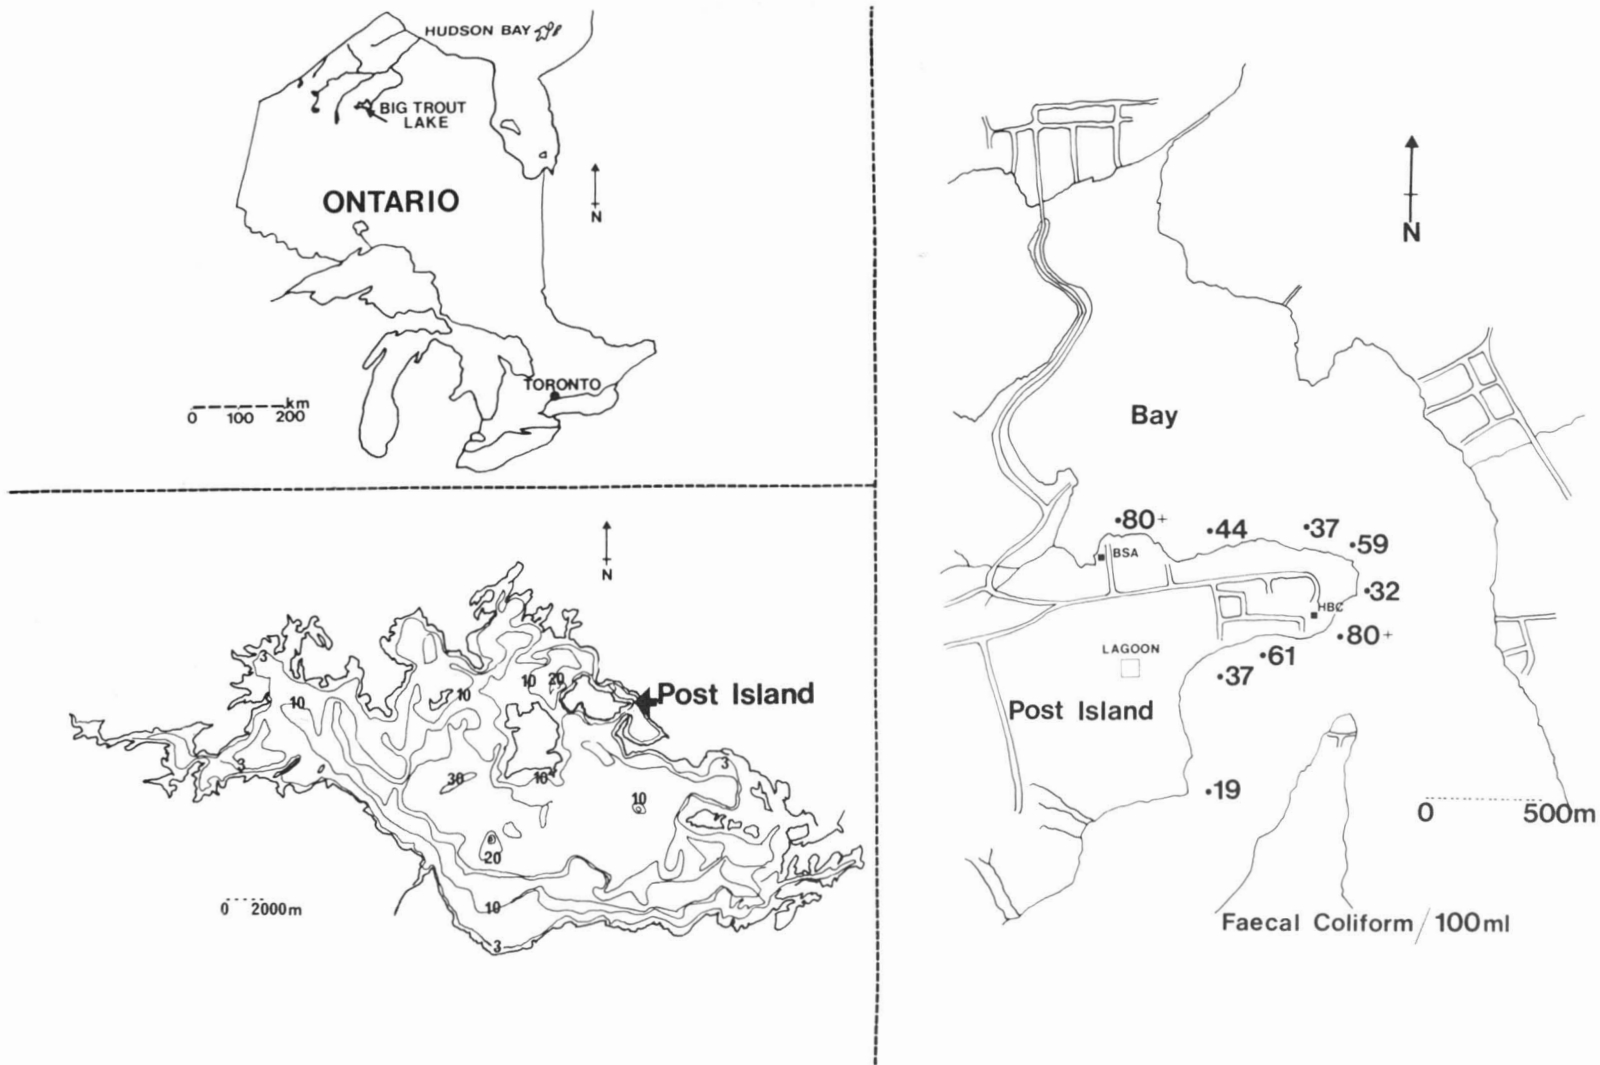 HUDSON BAY
BIG TROUT
LAKE
ONTARIO
N
TORONTO
km
0 100 200
N
3
10
10
10
20
Post Island
3
30
10
10
3
20
0 2000m
10
3
N
Bay
80+
44
37
59
BSA
32
HBC
80+
LAGOON
61
37
Post Island
19
0 500m
Faecal Coliform / 100ml